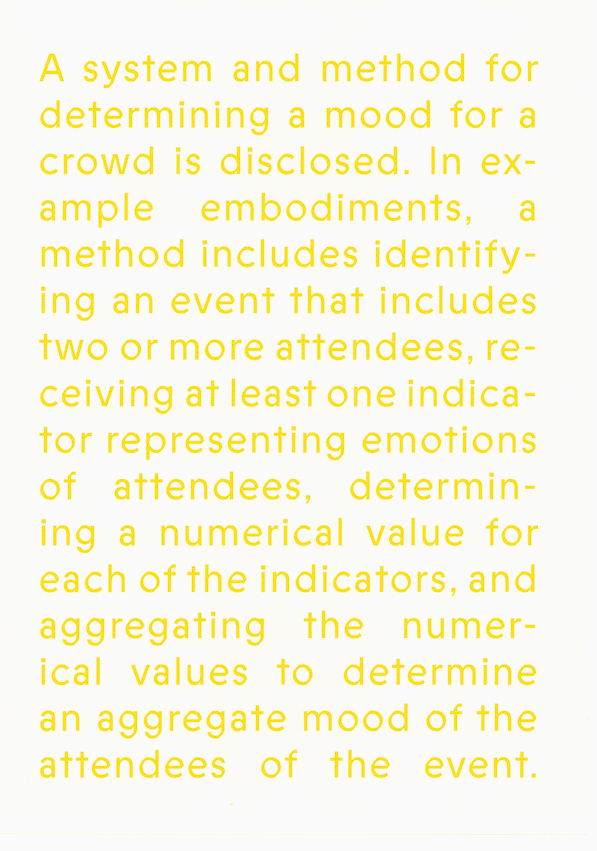 A system and method for
determining a mood for a
crowd is disclosed. In ex-
ample embodiments, a
method includes identify-
ing an event that includes
two or more attendees, re-
ceiving at least one indica-
tor representing emotions
of attendees, determin-
ing a numerical value for
each of the indicators, and
aggregating the numer-
ical values to determine
an aggregate mood of the
attendees of the event.